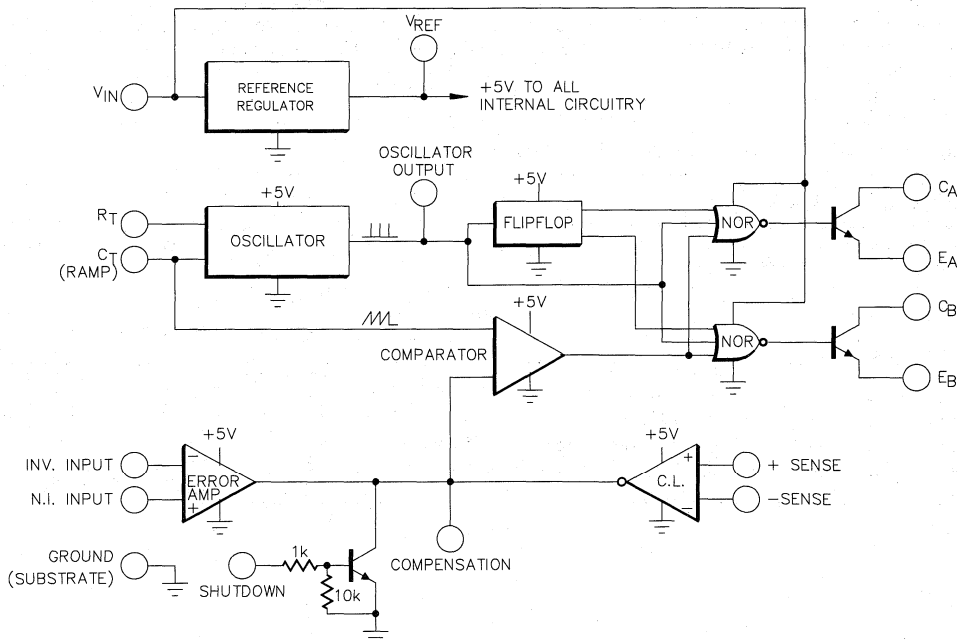 VREF
VIN
REFERENCE
REGULATOR
+5V TO ALL
INTERNAL CIRCUITRY
OSCILLATOR
OUTPUT
+5V
+5V
RT
OSCILLATOR
FLIPFLOP
NOR
CA
CT
(RAMP)
EA
+5V
CB
COMPARATOR
NOR
EB
+5V
+5V
INV. INPUT
−
ERROR
AMP
+
N.I. INPUT
+
C.L.
−
+ SENSE
-SENSE
GROUND
(SUBSTRATE)
1k
SHUTDOWN
10k
COMPENSATION